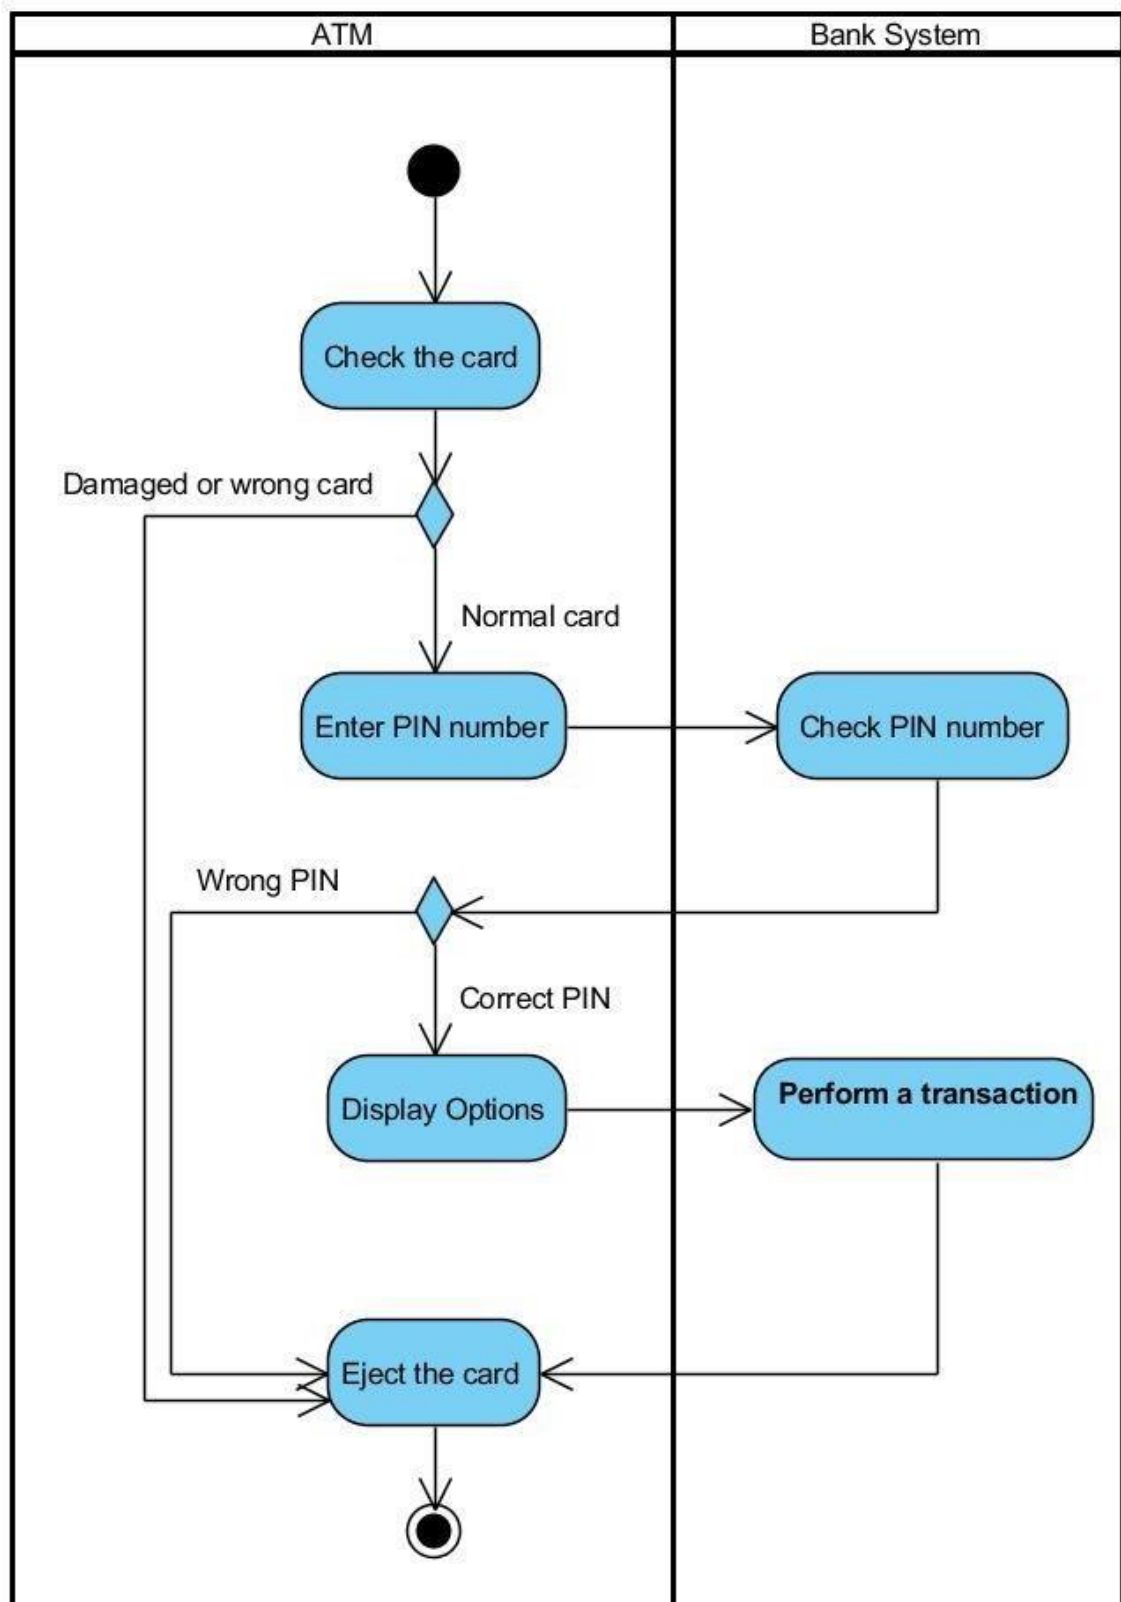 ATM
Bank System
Check the card
Damaged or wrong card
Normal card
Enter PIN number
Check PIN number
Wrong PIN
Correct PIN
Display Options
Perform a transaction
Eject the card